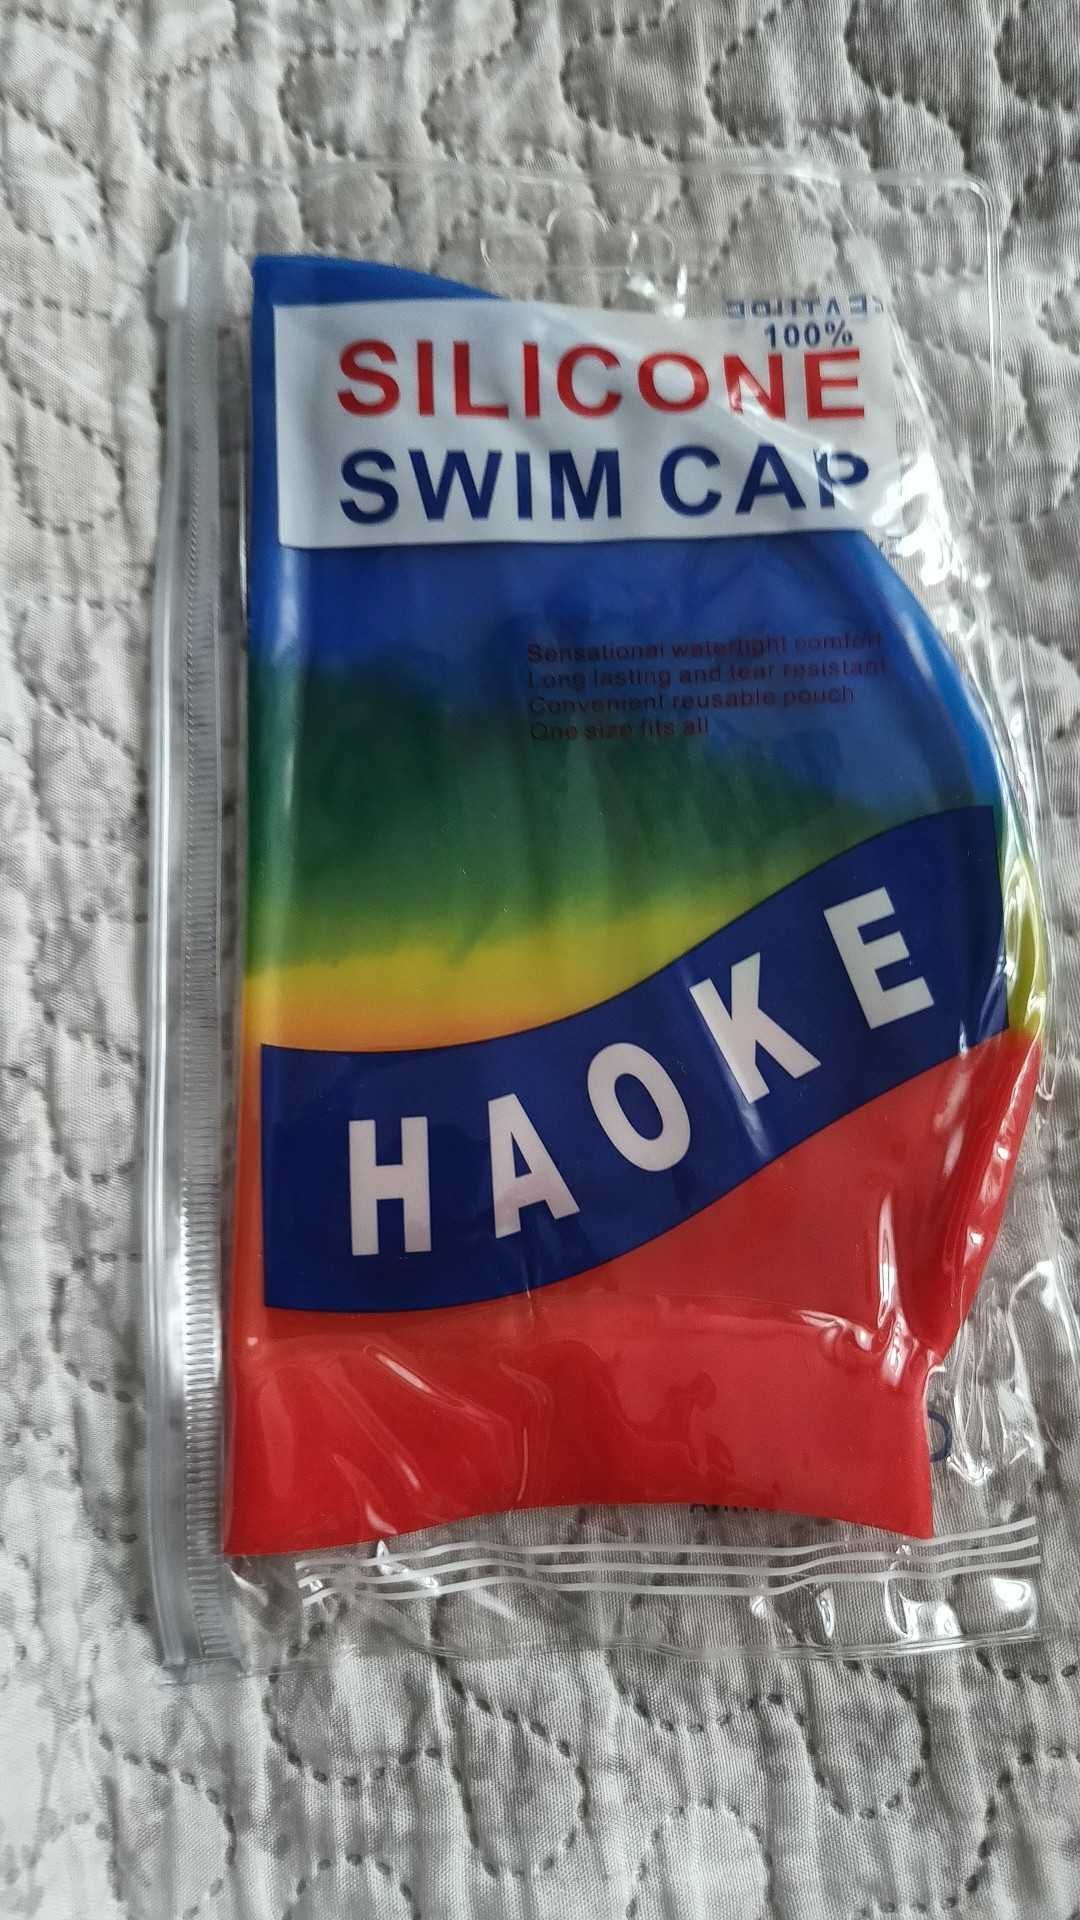 100%
SILICONE
SWIM CAP
Sensational watertight comfort
Long lasting and tear resistant
Convenient reusable pouch
One size fits all
HAOKE